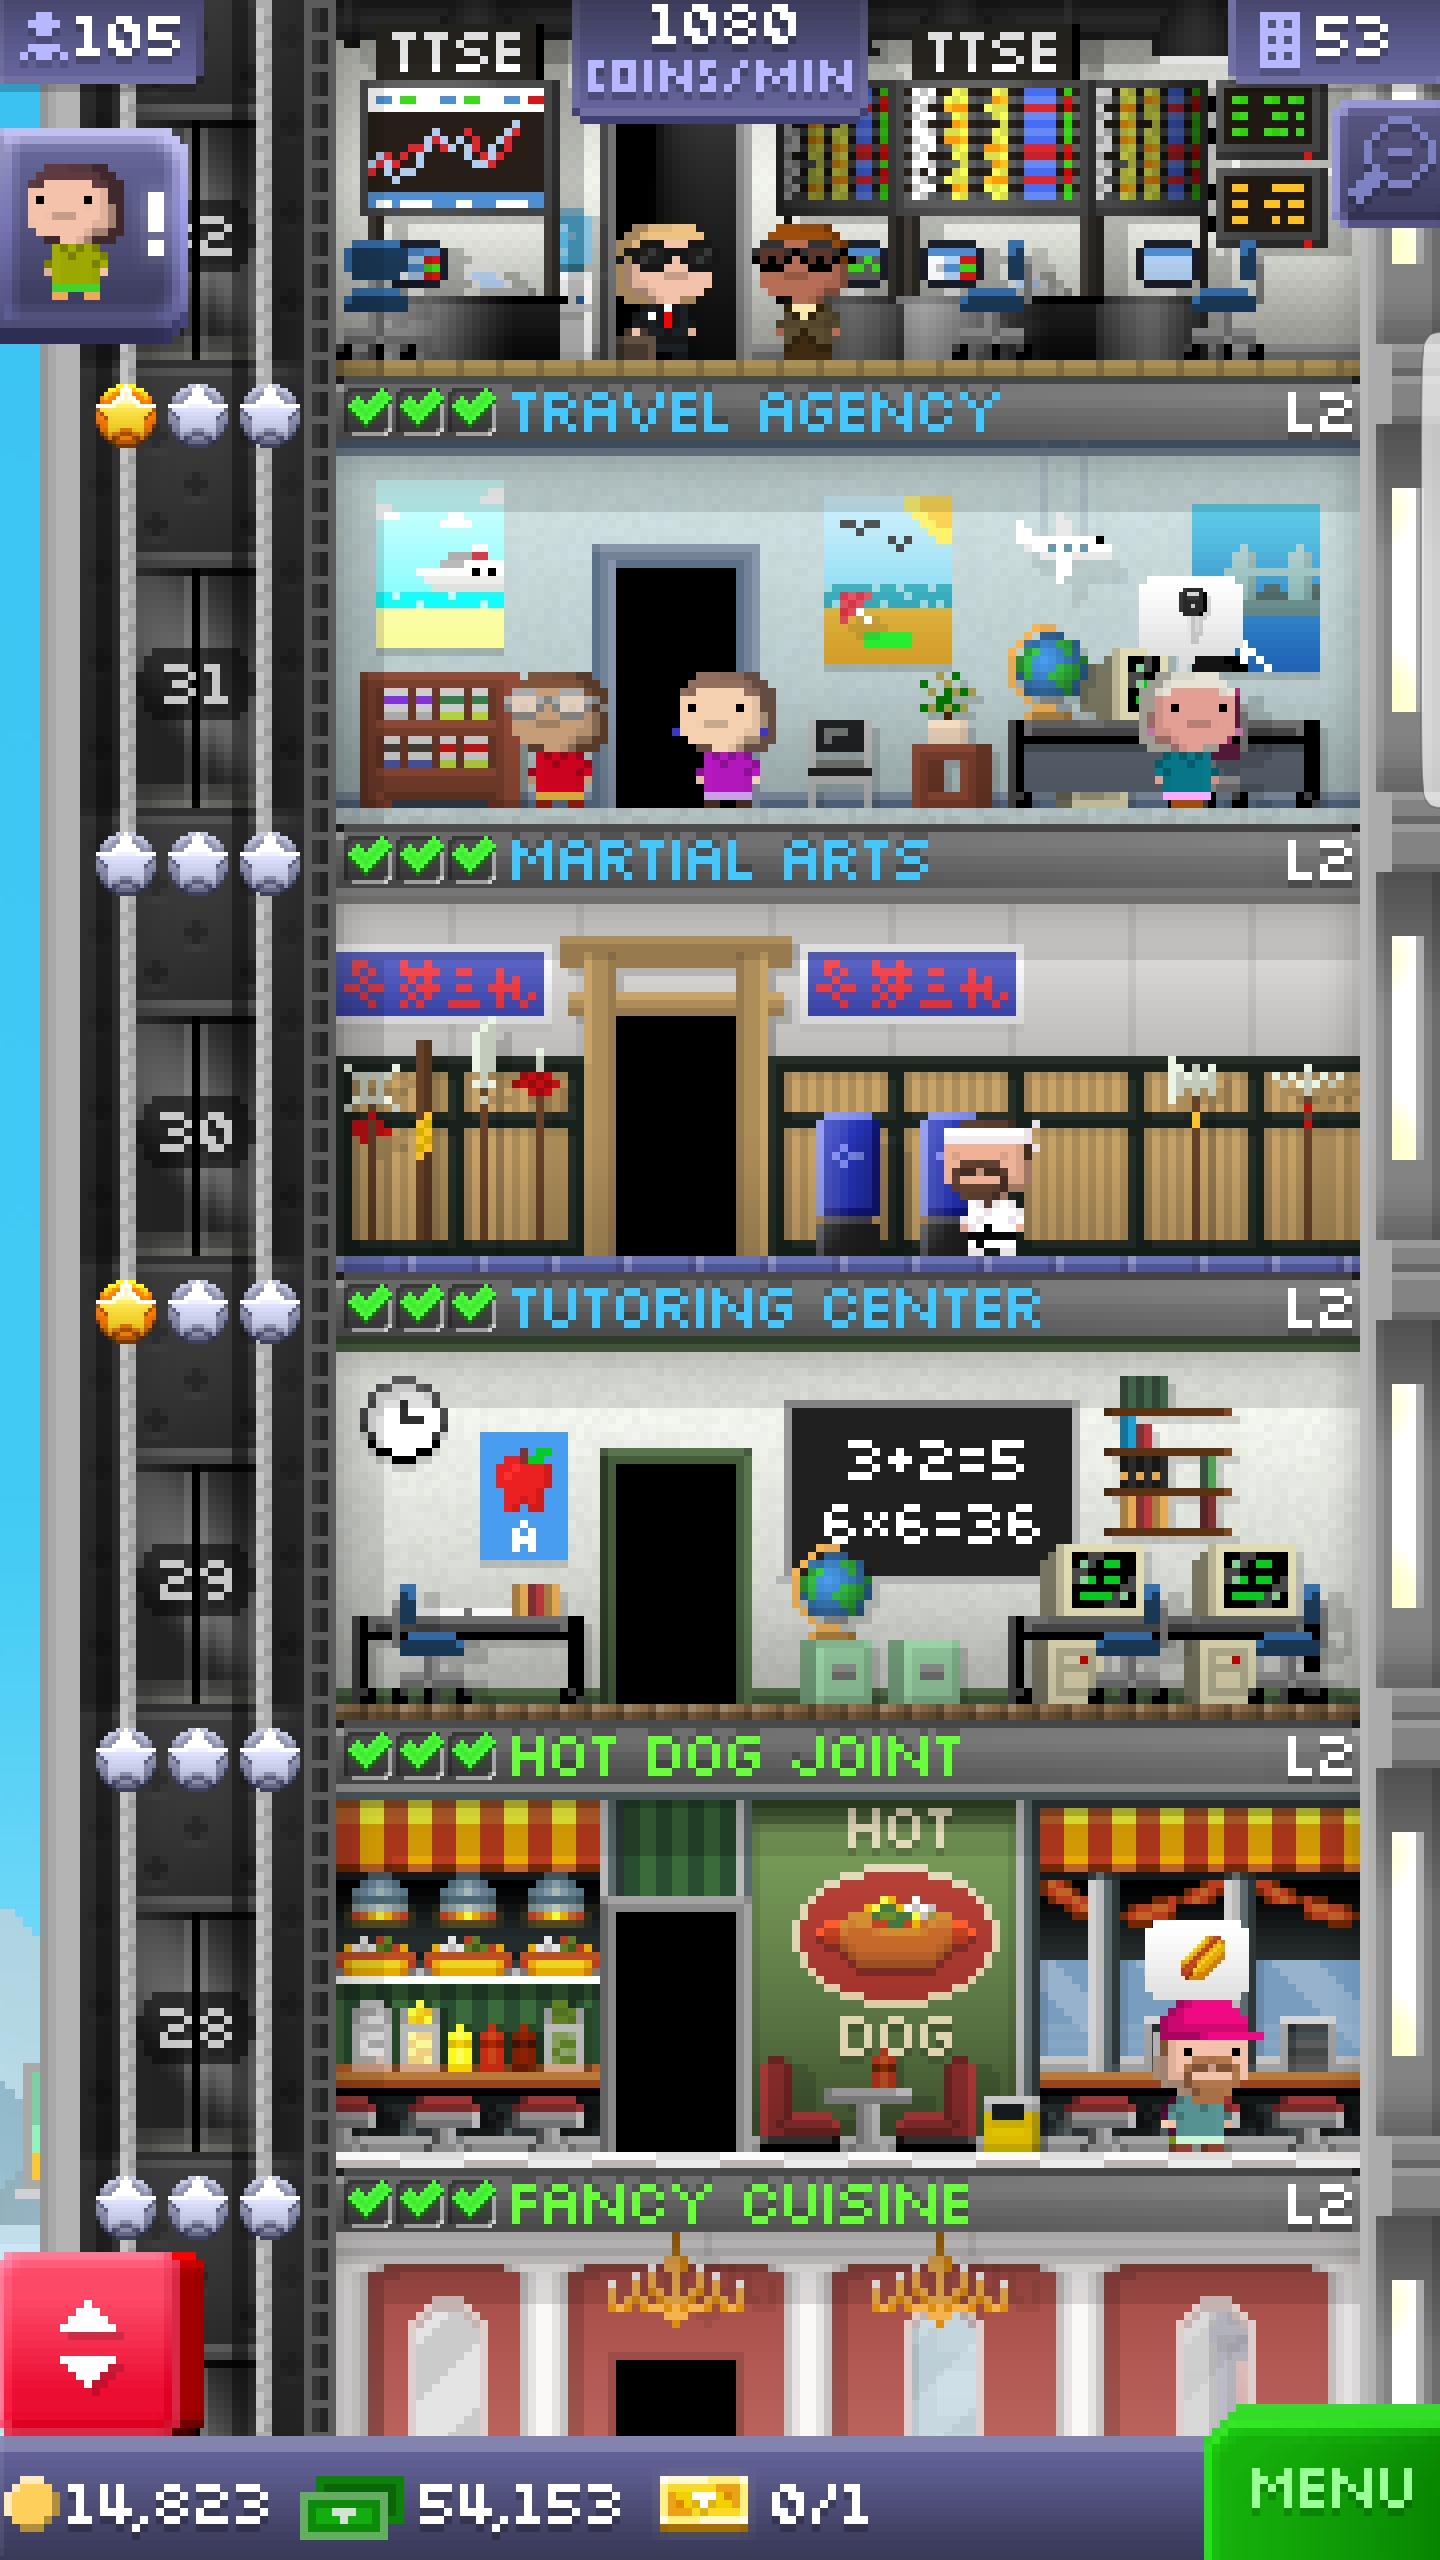 105
1080
COINS/MIN
53
TTSE
TTSE
!
TRAVEL AGENCY
L2
31
MARTIAL ARTS
L2
30
TUTORING CENTER
L2
3+2=5
6×6=36
A
29
HOT DOG JOINT
L2
HOT
DOG
28
FANCY CUISINE
L2
14,823
54,153
0/1
MENU